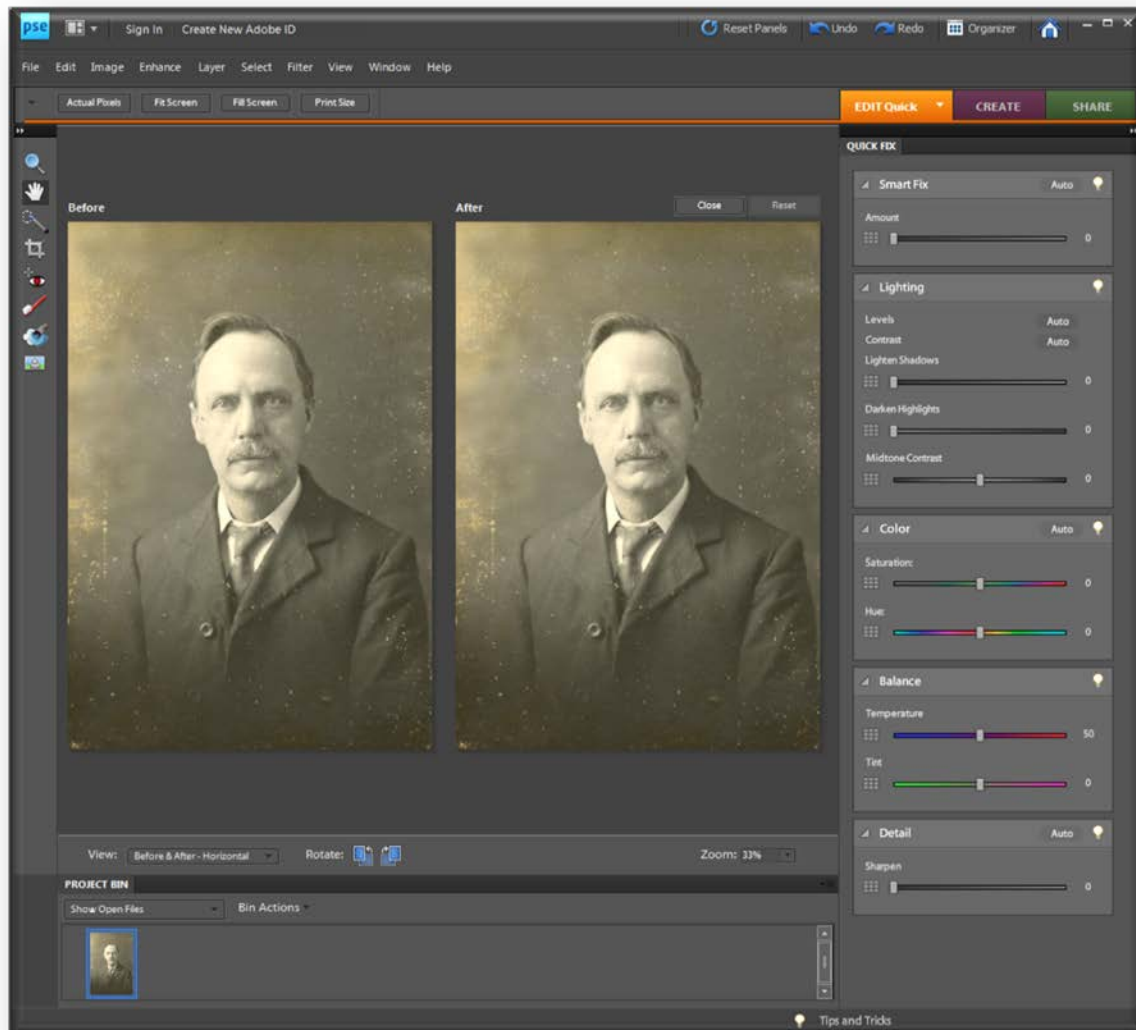 pse Sign In Create New Adobe ID Reset Panels Undo Redo Organizer
File Edit Image Enhance Layer Select Filter View Window Help
Actual Pixels Fit Screen Fill Screen Print Size EDIT Quick CREATE SHARE
QUICK FIX
Smart Fix Auto
Amount
0
Before After Close Reset
Lighting
Levels Auto
Contrast Auto
Lighten Shadows
0
Darken Highlights
0
Midtone Contrast
0
Color Auto
Saturation:
0
Hue:
0
Balance
Temperature
50
Tint
0
Detail Auto
Sharpen
0
View: Before & After - Horizontal Rotate: Zoom: 33%
PROJECT BIN
Show Open Files Bin Actions
Tips and Tricks